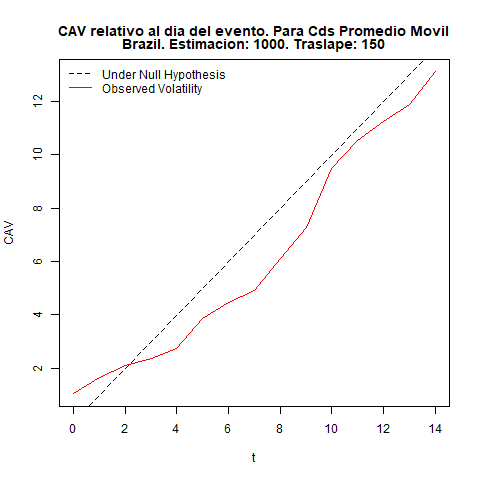 CAV relativo al dia del evento. Para Cds Promedio Movil
Brazil. Estimacion: 1000. Traslape: 150
Under Null Hypothesis
Observed Volatility
12
10
8
6
4
2
CAV
0 2 4 6 8 10 12 14
t